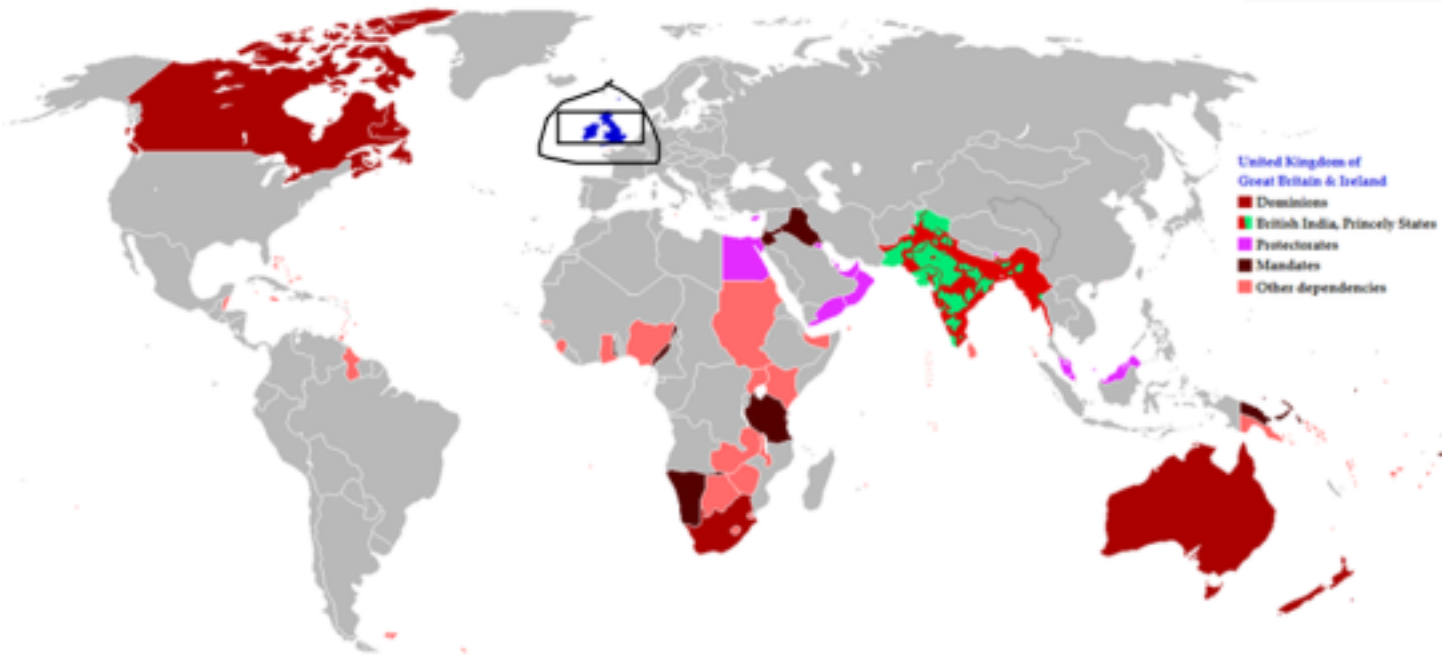 United Kingdom of
Great Britain & Ireland
Dominions
British India, Princely States
Protectorates
Mandates
Other dependencies